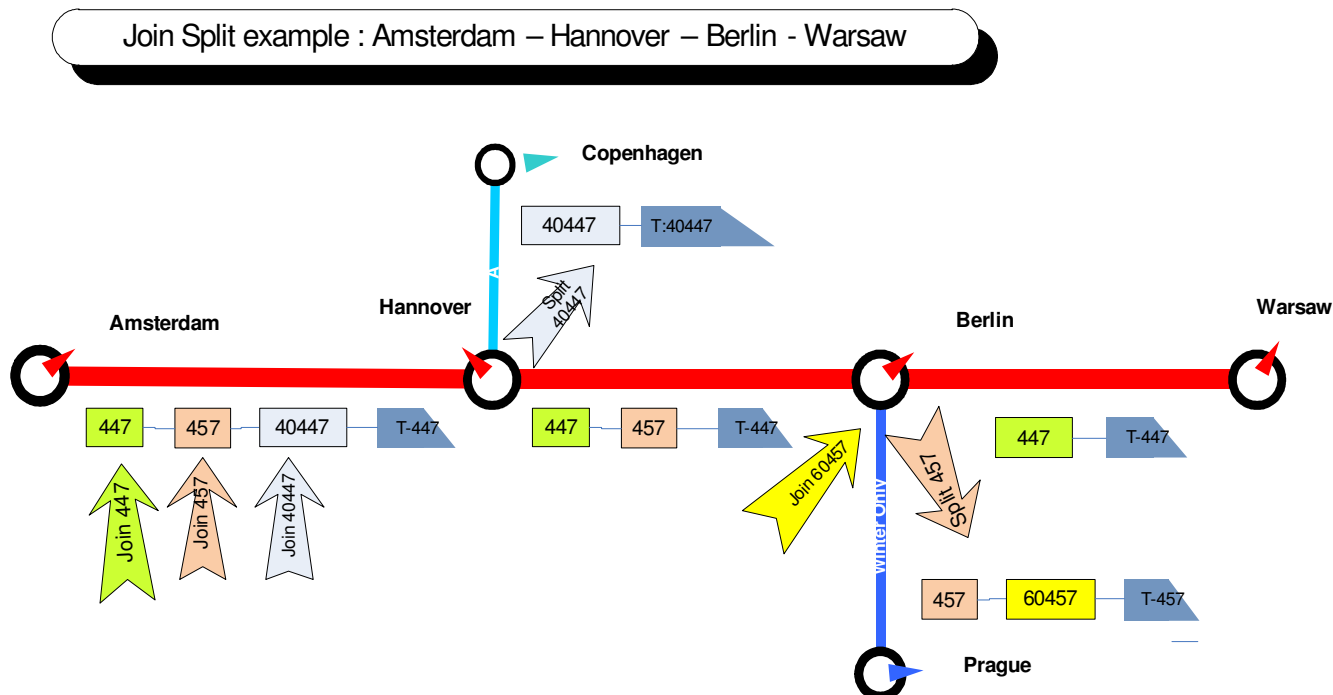 Join Split example : Amsterdam – Hannover – Berlin - Warsaw
Copenhagen
40447
T:40447
A
Split
40447
Hannover
Amsterdam
Berlin
Warsaw
447
457
40447
T-447
447
457
T-447
447
T-447
Join 447
Join 457
Join 40447
Join 60457
Winter Only
Split 457
457
60457
T-457
Prague